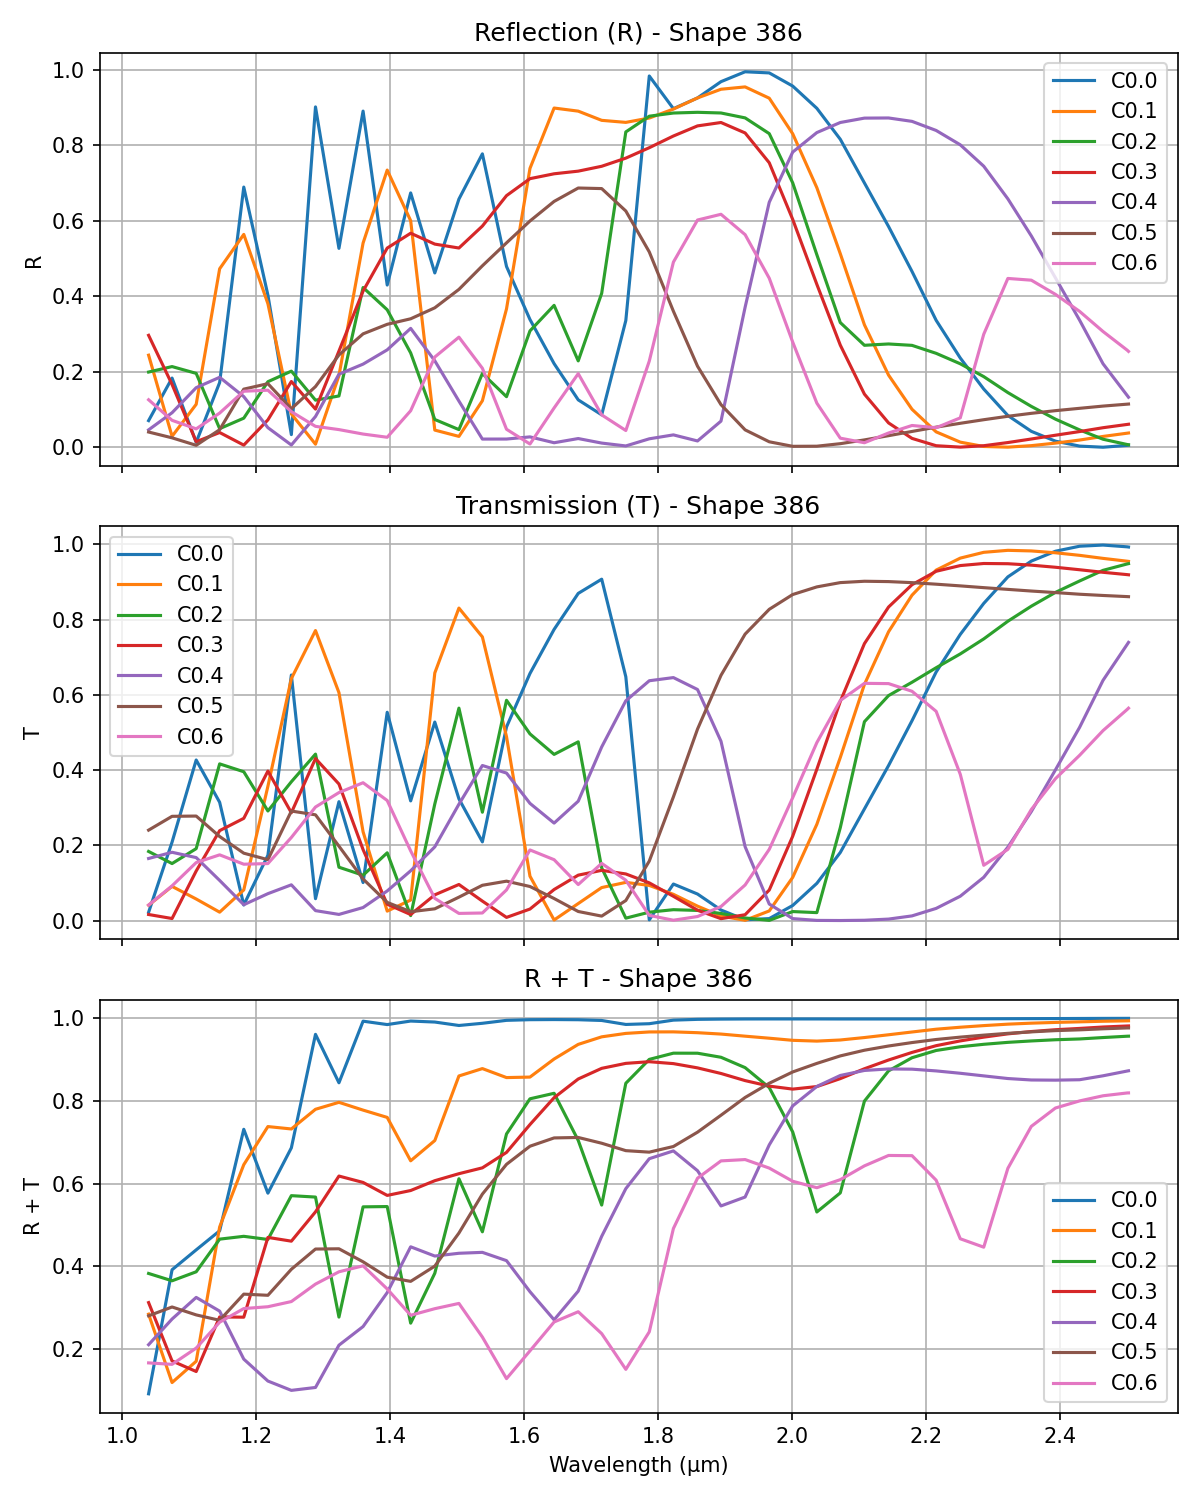 Reflection (R) - Shape 386
1.0
0.8
0.6
0.4
0.2
0.0
R
C0.0
C0.1
C0.2
C0.3
C0.4
C0.5
C0.6
Transmission (T) - Shape 386
1.0
0.8
0.6
0.4
0.2
0.0
T
C0.0
C0.1
C0.2
C0.3
C0.4
C0.5
C0.6
R + T - Shape 386
1.0
0.8
0.6
0.4
0.2
R + T
C0.0
C0.1
C0.2
C0.3
C0.4
C0.5
C0.6
1.0 1.2 1.4 1.6 1.8 2.0 2.2 2.4
Wavelength (μm)